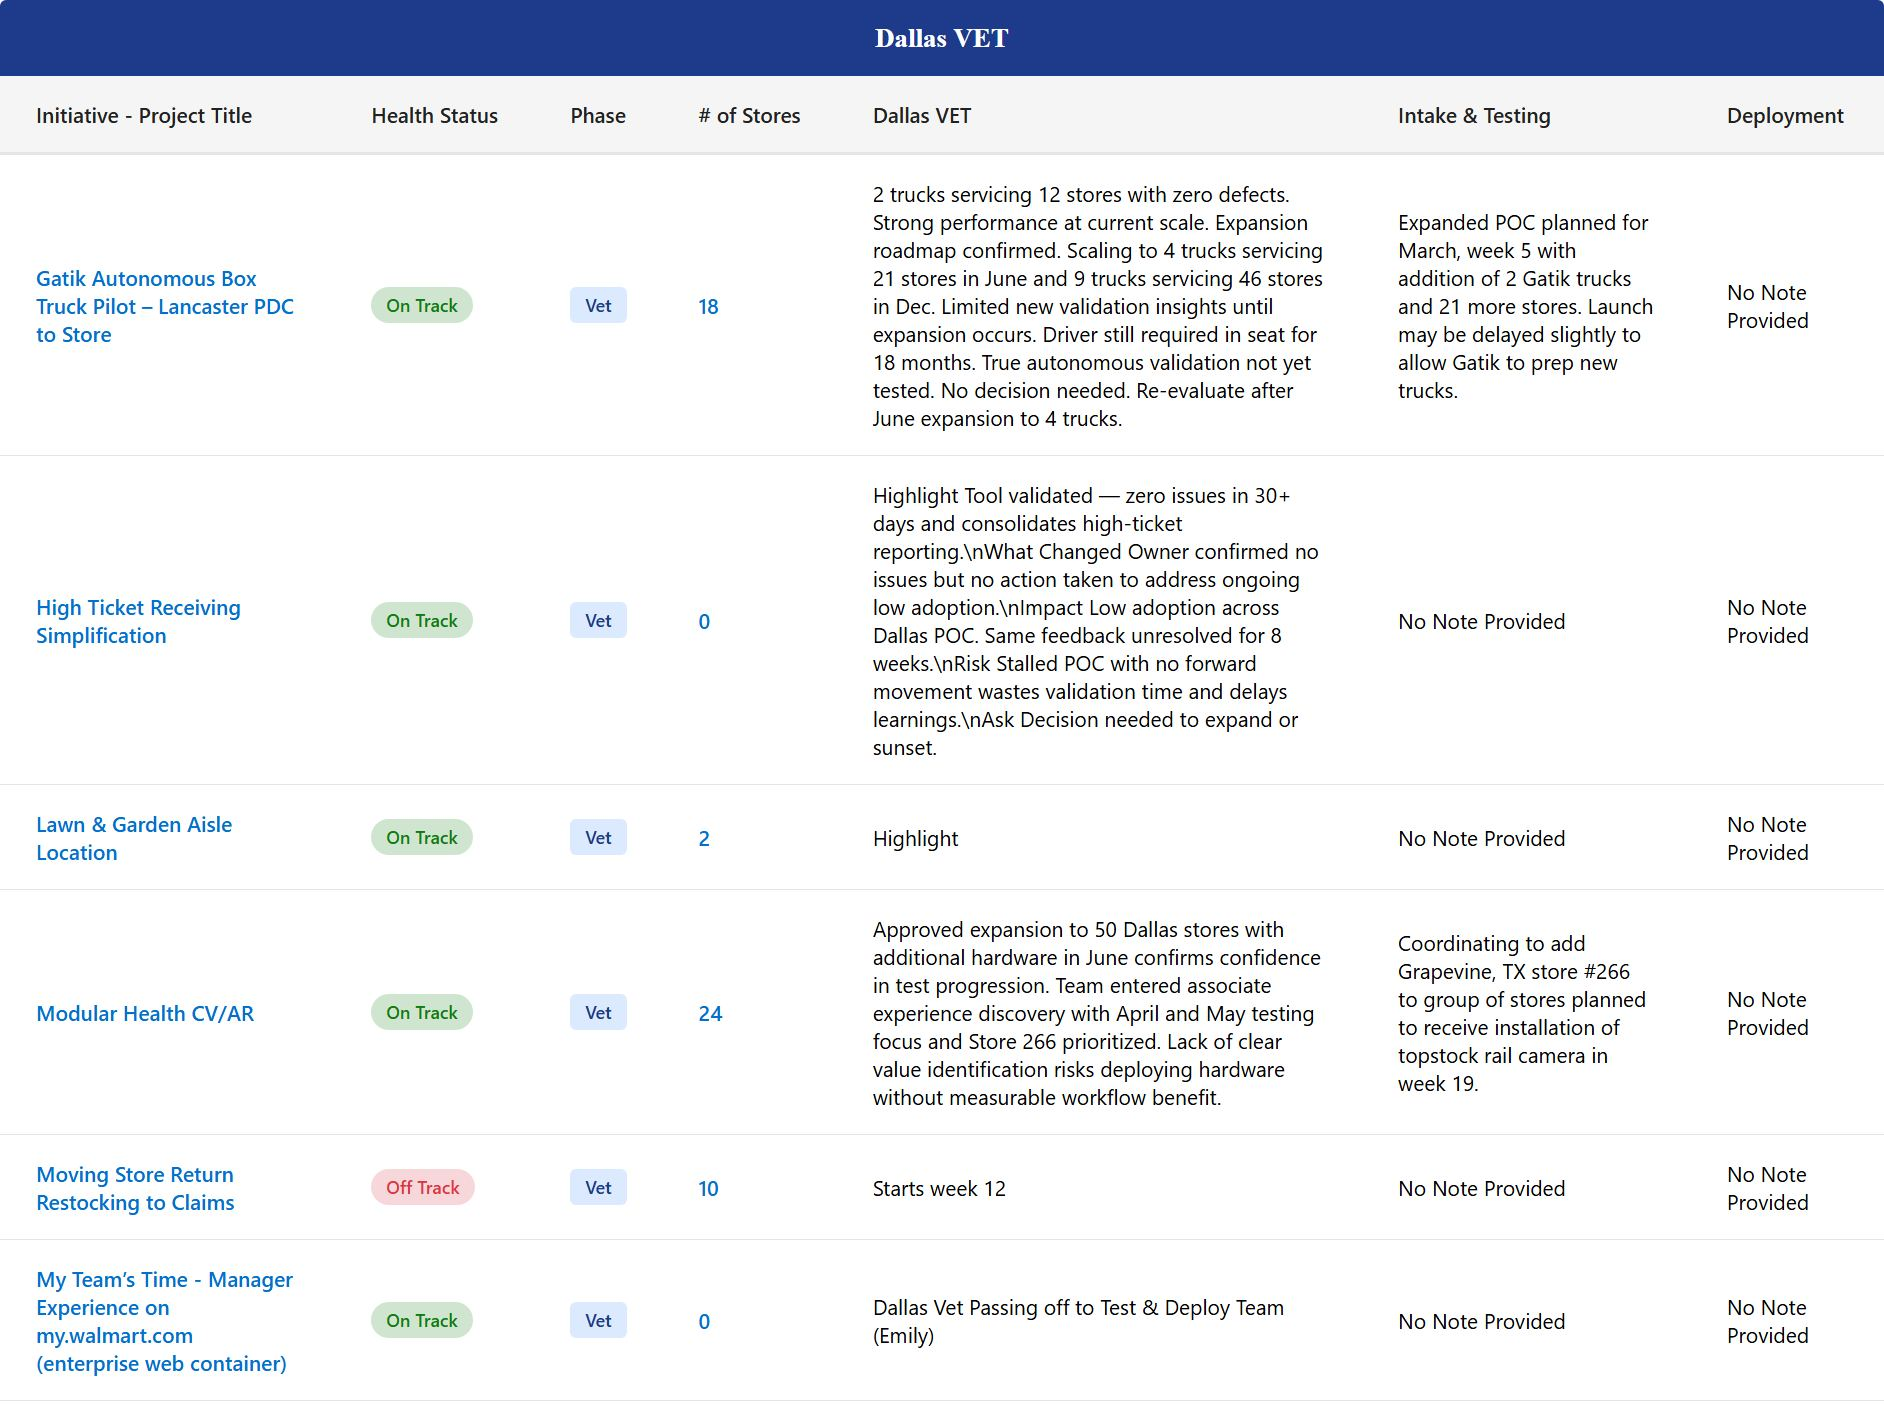 Dallas VET
Initiative - Project Title
Health Status
Phase
# of Stores
Dallas VET
Intake & Testing
Deployment
Gatik Autonomous Box
Truck Pilot – Lancaster PDC
to Store
On Track
Vet
18
2 trucks servicing 12 stores with zero defects.
Strong performance at current scale. Expansion
roadmap confirmed. Scaling to 4 trucks servicing
21 stores in June and 9 trucks servicing 46 stores
in Dec. Limited new validation insights until
expansion occurs. Driver still required in seat for
18 months. True autonomous validation not yet
tested. No decision needed. Re-evaluate after
June expansion to 4 trucks.
Expanded POC planned for
March, week 5 with
addition of 2 Gatik trucks
and 21 more stores. Launch
may be delayed slightly to
allow Gatik to prep new
trucks.
No Note
Provided
High Ticket Receiving
Simplification
On Track
Vet
0
Highlight Tool validated — zero issues in 30+
days and consolidates high-ticket
reporting.\nWhat Changed Owner confirmed no
issues but no action taken to address ongoing
low adoption.\nImpact Low adoption across
Dallas POC. Same feedback unresolved for 8
weeks.\nRisk Stalled POC with no forward
movement wastes validation time and delays
learnings.\nAsk Decision needed to expand or
sunset.
No Note Provided
No Note
Provided
Lawn & Garden Aisle
Location
On Track
Vet
2
Highlight
No Note Provided
No Note
Provided
Modular Health CV/AR
On Track
Vet
24
Approved expansion to 50 Dallas stores with
additional hardware in June confirms confidence
in test progression. Team entered associate
experience discovery with April and May testing
focus and Store 266 prioritized. Lack of clear
value identification risks deploying hardware
without measurable workflow benefit.
Coordinating to add
Grapevine, TX store #266
to group of stores planned
to receive installation of
topstock rail camera in
week 19.
No Note
Provided
Moving Store Return
Restocking to Claims
Off Track
Vet
10
Starts week 12
No Note Provided
No Note
Provided
My Team’s Time - Manager
Experience on
my.walmart.com
(enterprise web container)
On Track
Vet
0
Dallas Vet Passing off to Test & Deploy Team
(Emily)
No Note Provided
No Note
Provided